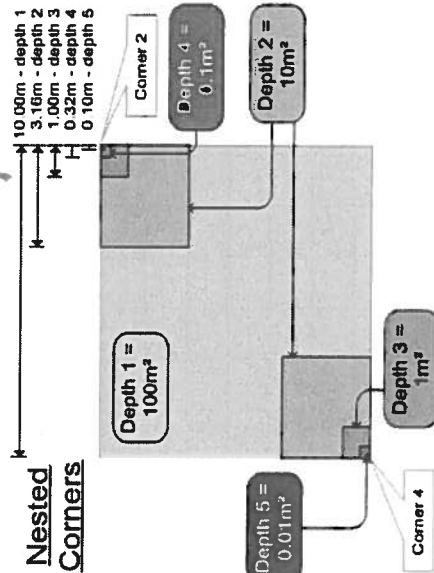 Nested
Corners
10.00m - depth 1
3.16m - depth 2
1.00m - depth 3
0.32m - depth 4
0.10m - depth 5
Corner 2
Depth 4 =
0.1m²
Depth 2 =
10m²
Depth 1 =
100m²
Depth 3 =
1m²
Depth 5 =
0.01m²
Corner 4